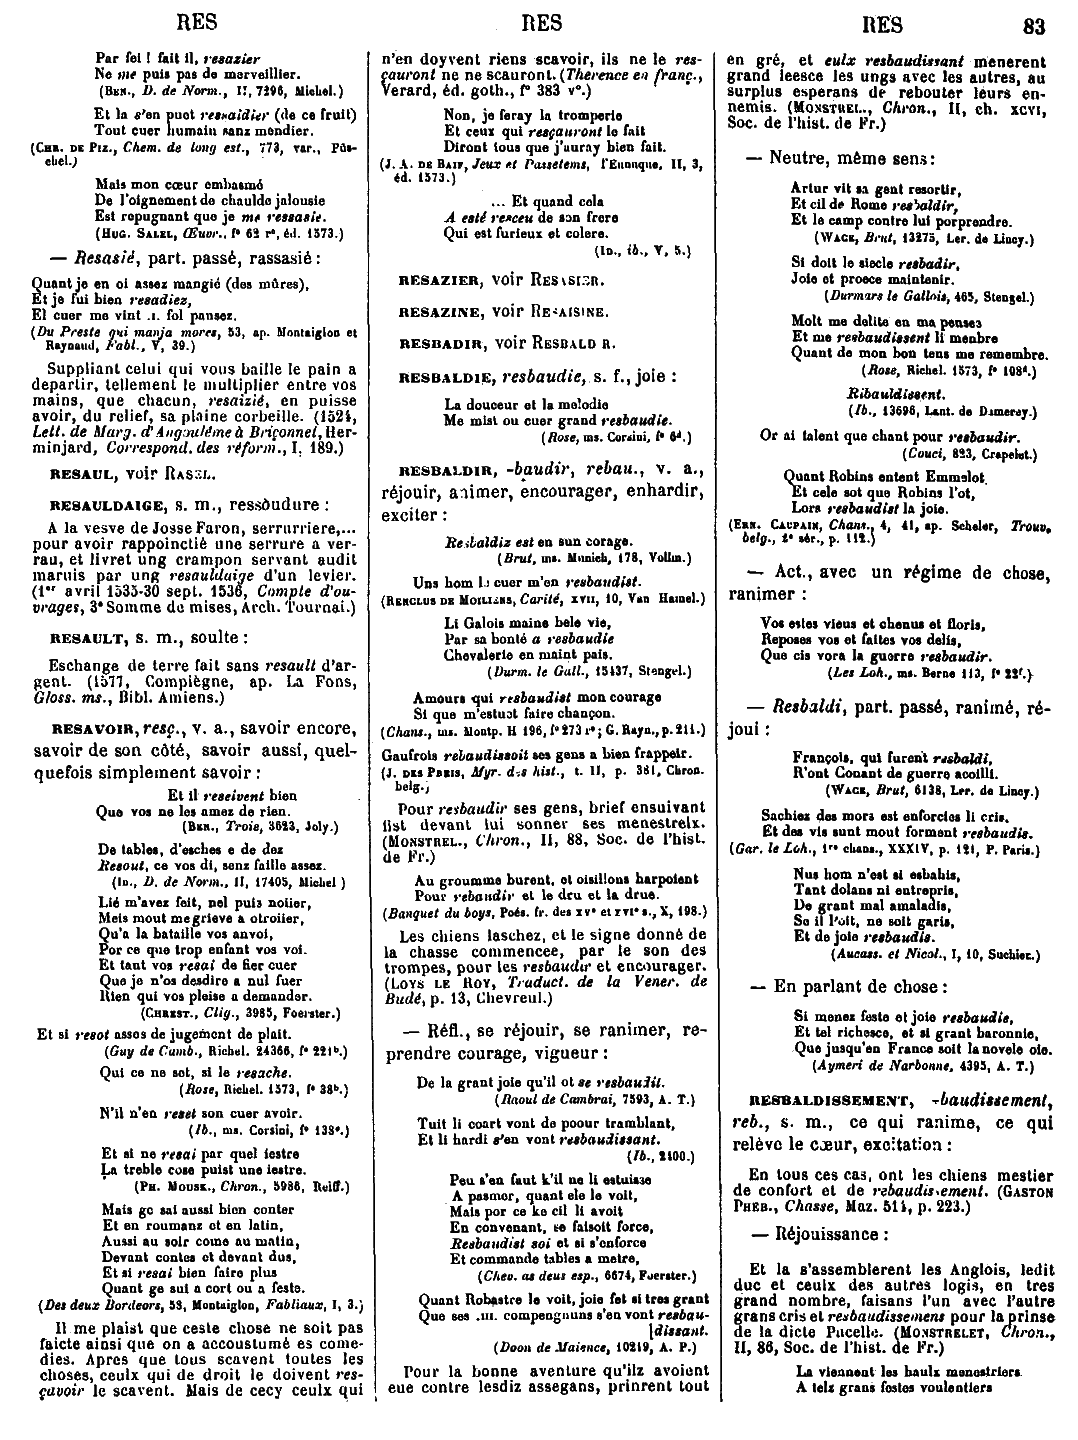 RES
RES
RES
83
Par fei ! fait il, resazier
Ne me puis pas de merveillier.
(BEN., D. de Norm., II, 7296, Michel.)
Et la s'en puet resnaidier (de ce fruit)
Tout cuer humain sanz mendier.
(CHR. DE PIZ., Chem. de long est., 773, var., Püs-
chel.)
Mais mon cœur embasmé
De l'oignement de chaulde jalousie
Est repugnant que je me ressasie.
(HUG. SALEL, Œuvr., f° 62 r°, éd. 1573.)
— Resasié, part. passé, rassasié :
Quant je en oi assez mangié (des mûres),
Et je fui bien resadiez,
El cuer me vint .I. fol pansez.
(Du Preste qui manja mores, 53, ap. Montaiglon et
Raynaud, Fabl., V, 39.)
Suppliant celui qui vous baille le pain a
departir, tellement le multiplier entre vos
mains, que chacun, resaizié, en puisse
avoir, du relief, sa plaine corbeille. (1521,
Lett. de Marg. d'Angoulême à Briçonnet, Her-
minjard, Correspond. des réform., I, 189.)
RESAUL, voir RASEL.
RESAULDAIGE, s. m., ressoudure :
A la vesve de Josse Faron, serrurriere,...
pour avoir rappoinctié une serrure a ver-
rau, et livret ung crampon servant audit
marnis par ung resaulduige d'un levier.
(1er avril 1535-30 sept. 1536, Compte d'ou-
vrages, 3e Somme de mises, Arch. Tournai.)
RESAULT, s. m., soulte :
Eschange de terre fait sans resault d'ar-
gent. (1577, Compiègne, ap. La Fons,
Gloss. ms., Bibl. Amiens.)
RESAVOIR, resç., v. a., savoir encore,
savoir de son côté, savoir aussi, quel-
quefois simplement savoir :
Et il reseivent bien
Que vos ne les amez de rien.
(BEN., Troie, 3623, Joly.)
De tables, d'esches e de dez
Resout, ce vos di, senz faille assez.
(ID., D. de Norm., II, 17405, Michel )
Lié m'avez fait, nel puis noiier,
Meis mout me grieve a otroiier,
Qu'a la bataille vos anvoi,
Por ce que trop enfant vos voi.
Et tant vos resai de fier cuer
Que je n'os desdire a nul fuer
Rien qui vos pleise a demander.
(CHREST., Clig., 3985, Foerster.)
Et si resot asses de jugement de plait.
(Guy de Camb., Richel. 24366, f° 221b.)
Qui ce ne set, si le resache.
(Rose, Richel. 1573, f° 38b.)
N'il n'en reset son cuer avoir.
(Ib., ms. Corsini, f° 138a.)
Et si ne resai par quel iestre
La treble cose puist une iestre.
(PH. MOUSK., Chron., 5986, Reiff.)
Mais ge sai aussi bien conter
Et en roumanz et en latin,
Aussi au soir come au matin,
Devant contes et devant dus,
Et si resai bien faire plus
Quant ge sui a cort ou a feste.
(Des deux Bordeors, 53, Montaiglon, Fabliaux, I, 3.)
Il me plaist que ceste chose ne soit pas
faicte ainsi que on a accoustumé es come-
dies. Apres que tous scavent toutes les
choses, ceulx qui de droit le doivent res-
çavoir le scavent. Mais de cecy ceulx qui
n'en doyvent riens scavoir, ils ne le res-
çauront ne ne scauront. (Therence en franç.,
Verard, éd. goth., f° 383 v°.)
Non, je feray la tromperie
Et ceux qui resçauront le fait
Diront tous que j'auray bien fait.
(J. A. DE BAIF, Jeux et Passetems, l'Eunuque, II, 3,
éd. 1573.)
... Et quand cela
A esté resceu de son frere
Qui est furieux et colere.
(ID., ib., V, 5.)
RESAZIER, voir RESASIER.
RESAZINE, voir RESAISINE.
RESBADIR, voir RESBALDIR.
RESBALDIE, resbaudie, s. f., joie :
La douceur et la melodie
Me mist ou cuer grand resbaudie.
(Rose, ms. Corsini, f° 6d.)
RESBALDIR, -baudir, rebau., v. a.,
réjouir, animer, encourager, enhardir,
exciter :
Resbaldiz est en sun corage.
(Brut, ms. Munich, 178, Vollm.)
Uns hom li cuer m'en resbaudist.
(RENCLUS DE MOILIENS, Carité, XVII, 10, Van Hamel.)
Li Galois maine bele vie,
Par sa bonté a resbaudie
Chevalerie en maint pais.
(Durm. le Gall., 15437, Stengel.)
Amours qui resbaudist mon courage
Si que m'estuet faire chançon.
(Chans., ms. Montp. H 196, f° 273 r° ; G. Rayn., p. 211.)
Gaufrois rebaudissoit ses gens a bien frappeir.
(J. DES PREIS, Myr. des hist., t. II, p. 361, Chron.
belg.)
Pour resbaudir ses gens, brief ensuivant
fist devant lui sonner ses menestrelx.
(MONSTREL., Chron., II, 88, Soc. de l'hist.
de Fr.)
Au groumme burent, et oisillons harpoient
Pour rebaudir et le dru et la drue.
(Banquet du boys, Poés. fr. des XVe et XVIe s., X, 198.)
Les chiens laschez, et le signe donné de
la chasse commencee, par le son des
trompes, pour les resbaudir et encourager.
(LOYS LE ROY, Traduct. de la Vener. de
Budé, p. 13, Chevreul.)
— Réfl., se réjouir, se ranimer, re-
prendre courage, vigueur :
De la grant joie qu'il ot se resbaudit.
(Raoul de Cambrai, 7593, A. T.)
Tuit li coart vont de poour tramblant,
Et li hardi s'en vont resbaudissant.
(Ib., 2400.)
Peu s'en faut k'il ne li estuisse
A pasmer, quant ele le voit,
Mais por ce ke cil li avoit
En convenant, se faisoit force,
Resbaudist soi et si s'enforce
Et commande tables a metre,
(Chev. as deus esp., 6674, Foerster.)
Quant Robastre le voit, joie fet si tres grant
Que ses .III. compengnuns s'en vont resbau-
[dissant.
(Doon de Maience, 10219, A. P.)
Pour la bonne aventure qu'ilz avoient
eue contre lesdiz assegans, prinrent tout
en gré, et eulx resbaudissant menerent
grand leesce les ungs avec les autres, au
surplus esperans de rebouter leurs en-
nemis. (MONSTREL., Chron., II, ch. XCVI,
Soc. de l'hist. de Fr.)
— Neutre, même sens :
Artur vit sa gent resortir,
Et cil de Rome resbaldir,
Et le camp contre lui porprendre.
(WACE, Brut, 13275, Ler. de Lincy.)
Si doit le siecle resbadir,
Joie et proece maintenir.
(Durmars le Gallois, 465, Stengel.)
Molt me delite en ma pensee
Et me resbaudissent li menbre
Quant de mon bon tens me remembre.
(Rose, Richel. 1573, f° 108d.)
Ribauldissent.
(Ib., 13698, Lant. de Damerey.)
Or ai talent que chant pour resbaudir.
(Couci, 823, Crapelet.)
Quant Robins entent Emmelot
Et cele sot que Robins l'ot,
Lors resbaudist la joie.
(ERN. CAUPAIN, Chans., 4, 41, ap. Scheler, Trouv.
belg., 2e sér., p. 112.)
— Act., avec un régime de chose,
ranimer :
Vos estes vieus et chenus et floris,
Reposes vos et faites vos delis,
Que cis vora la guerre resbaudir.
(Les Loh., ms. Berne 113, f° 22f.)
— Resbaldi, part. passé, ranimé, ré-
joui :
François, qui furent resbaldi,
R'ont Conant de guerre acoilli.
(WACE, Brut, 6138, Ler. de Lincy.)
Sachiez des mors est enforcies li cris.
Et des vis sunt mout forment resbaudis.
(Gar. le Loh., 1re chans., XXXIV, p. 121, P. Paris.)
Nus hom n'est si esbahis,
Tant dolans ni entrepris,
De grant mal amaladis,
Se il l'oit, ne soit garis,
Et de joie resbaudis.
(Aucass. et Nicol., I, 10, Suchier.)
— En parlant de chose :
Si menez feste et joie resbaudie,
Et tel richece, et si grant baronnie,
Que jusqu'en France soit la novele oie.
(Aymeri de Narbonne, 4395, A. T.)
RESBALDISSEMENT, -baudissement,
reb., s. m., ce qui ranime, ce qui
relève le cœur, excitation :
En tous ces cas, ont les chiens mestier
de confort et de rebaudissement. (GASTON
PHEB., Chasse, Maz. 514, p. 223.)
— Réjouissance :
Et la s'assemblerent les Anglois, ledit
duc et ceulx des autres logis, en tres
grand nombre, faisans l'un avec l'autre
grans cris et resbaudissemens pour la prinse
de la dicte Pucelle. (MONSTRELET, Chron.,
II, 86, Soc. de l'hist. de Fr.)
La viennent les haulx menestriers
A telz grans festes voulentiers